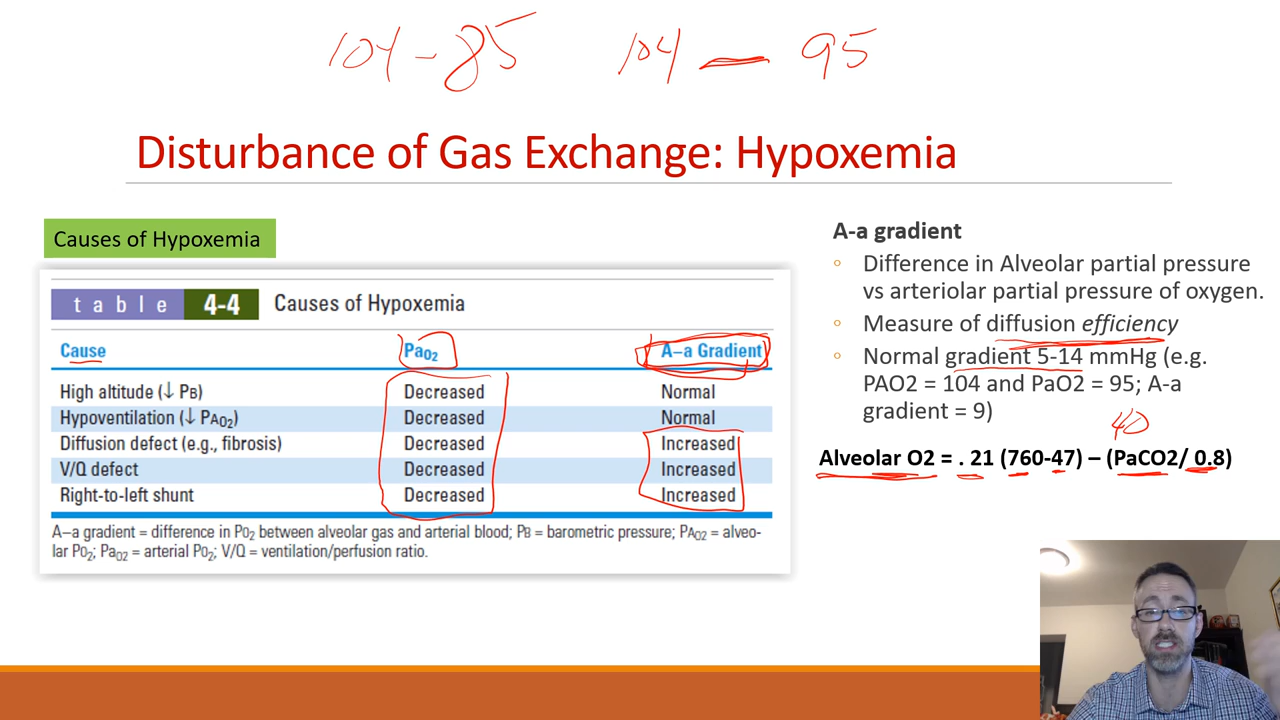 104 - 85 104 — 95
Disturbance of Gas Exchange: Hypoxemia
Causes of Hypoxemia
table 4-4 Causes of Hypoxemia
Cause PaO2 A–a Gradient
High altitude (↓ PB) Decreased Normal
Hypoventilation (↓ PAO2) Decreased Normal
Diffusion defect (e.g., fibrosis) Decreased Increased
V/Q defect Decreased Increased
Right-to-left shunt Decreased Increased
A–a gradient = difference in PO2 between alveolar gas and arterial blood; PB = barometric pressure; PAO2 = alveo-
lar PO2; PaO2 = arterial PO2; V/Q = ventilation/perfusion ratio.
A-a gradient
◦ Difference in Alveolar partial pressure
vs arteriolar partial pressure of oxygen.
◦ Measure of diffusion efficiency
◦ Normal gradient 5-14 mmHg (e.g.
PAO2 = 104 and PaO2 = 95; A-a
gradient = 9)
40
Alveolar O2 = . 21 (760-47) – (PaCO2/ 0.8)